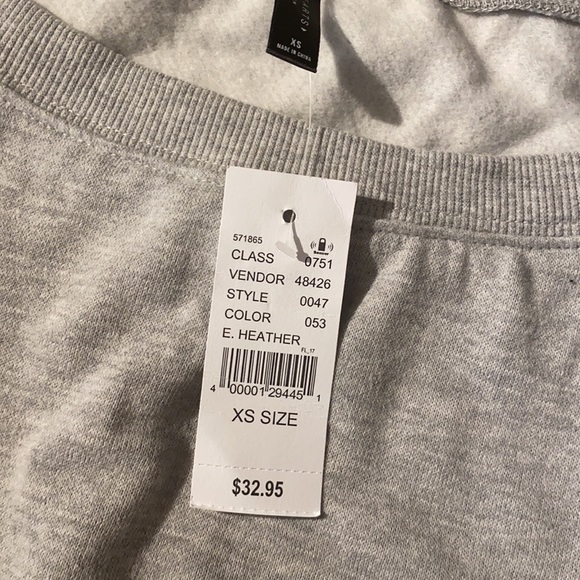 XS
MADE IN CHINA
571865
CLASS 0751
VENDOR 48426
STYLE 0047
COLOR 053
E. HEATHER
FL_17
4 00001 29445 1
XS SIZE
$32.95